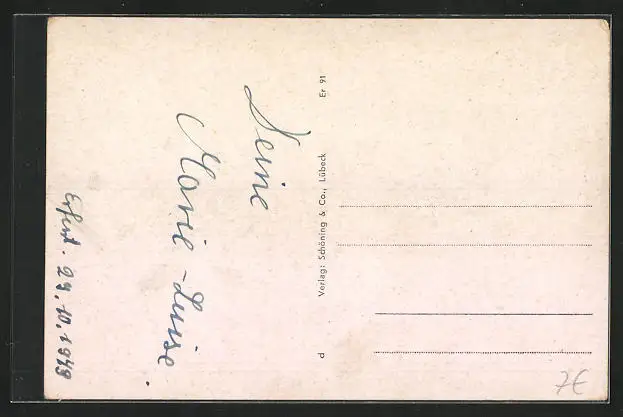 Deine
Marie-Luise.
Erfurt. 29.10.1949
d Verlag: Schöning & Co., Lübeck Er 91
7€